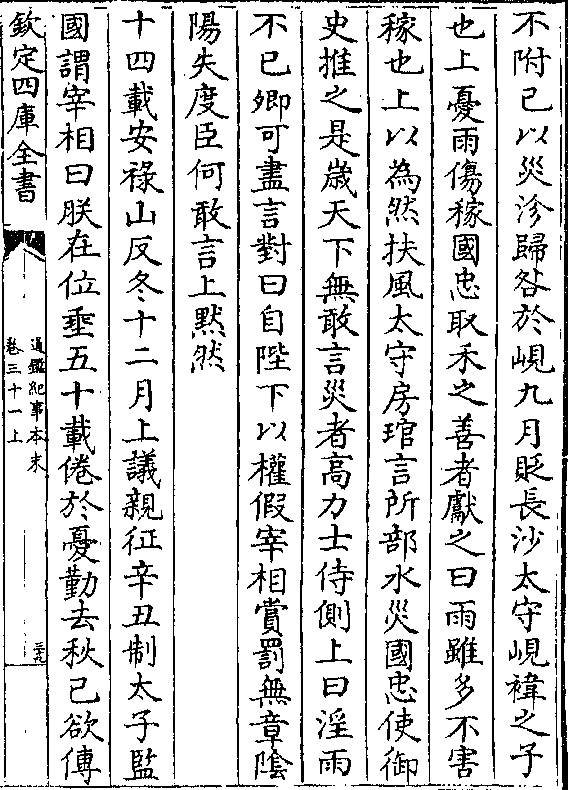 不附已以災沴歸咎於峴九月貶長沙太守峴禕之子
也上憂雨傷稼國忠取禾之善者獻之曰雨雖多不害
稼也上以為然扶風太守房琯言所部水災國忠使御
史推之是歲天下無敢言災者高力士侍側上曰淫雨
不已卿可盡言對曰自陛下以權假宰相賞罰無章陰
陽失度臣何敢言上默然
十四載安祿山反冬十二月上議親征辛丑制太子監
國謂宰相曰朕在位垂五十載倦於憂勤去秋已欲傳
欽定四庫全書
通鑑紀事本末
卷三十一上
三十九